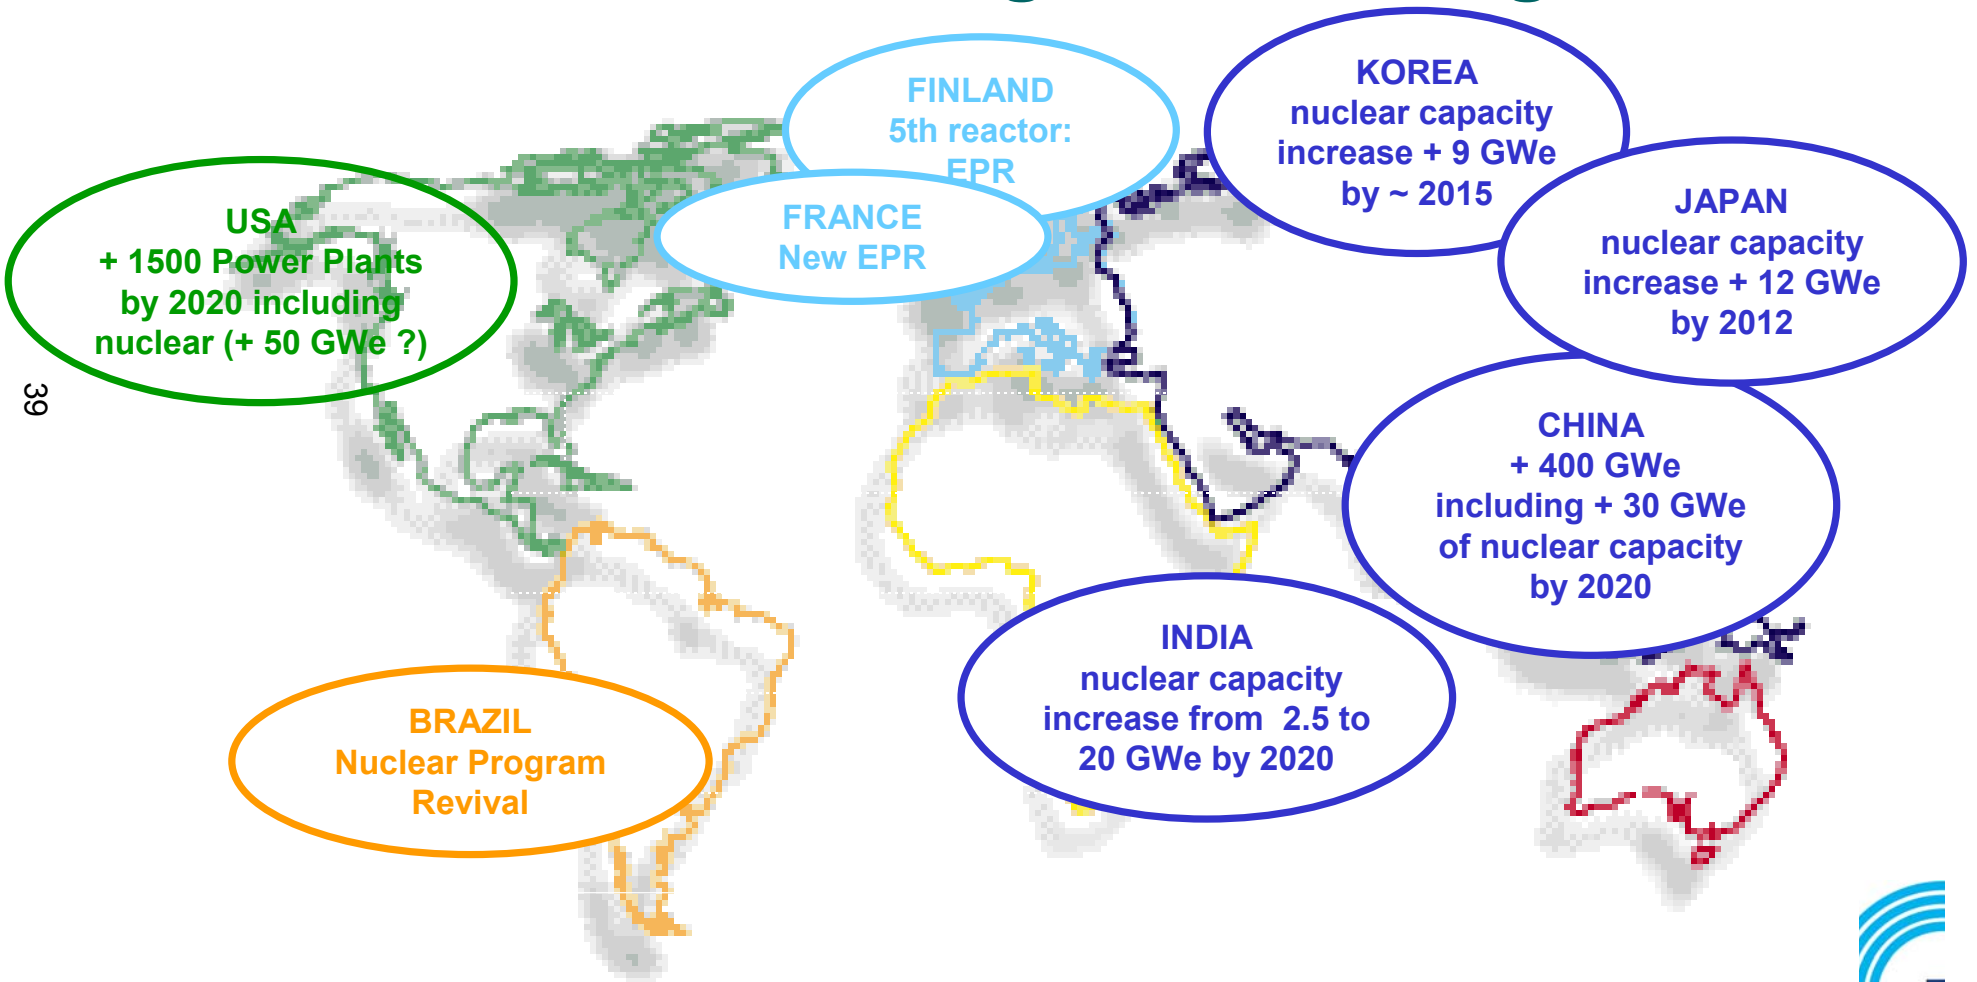 FINLAND
5th reactor:
EPR
KOREA
nuclear capacity
increase + 9 GWe
by ~ 2015
USA
+ 1500 Power Plants
by 2020 including
nuclear (+ 50 GWe ?)
FRANCE
New EPR
JAPAN
nuclear capacity
increase + 12 GWe
by 2012
39
CHINA
+ 400 GWe
including + 30 GWe
of nuclear capacity
by 2020
INDIA
nuclear capacity
increase from  2.5 to
20 GWe by 2020
BRAZIL
Nuclear Program
Revival